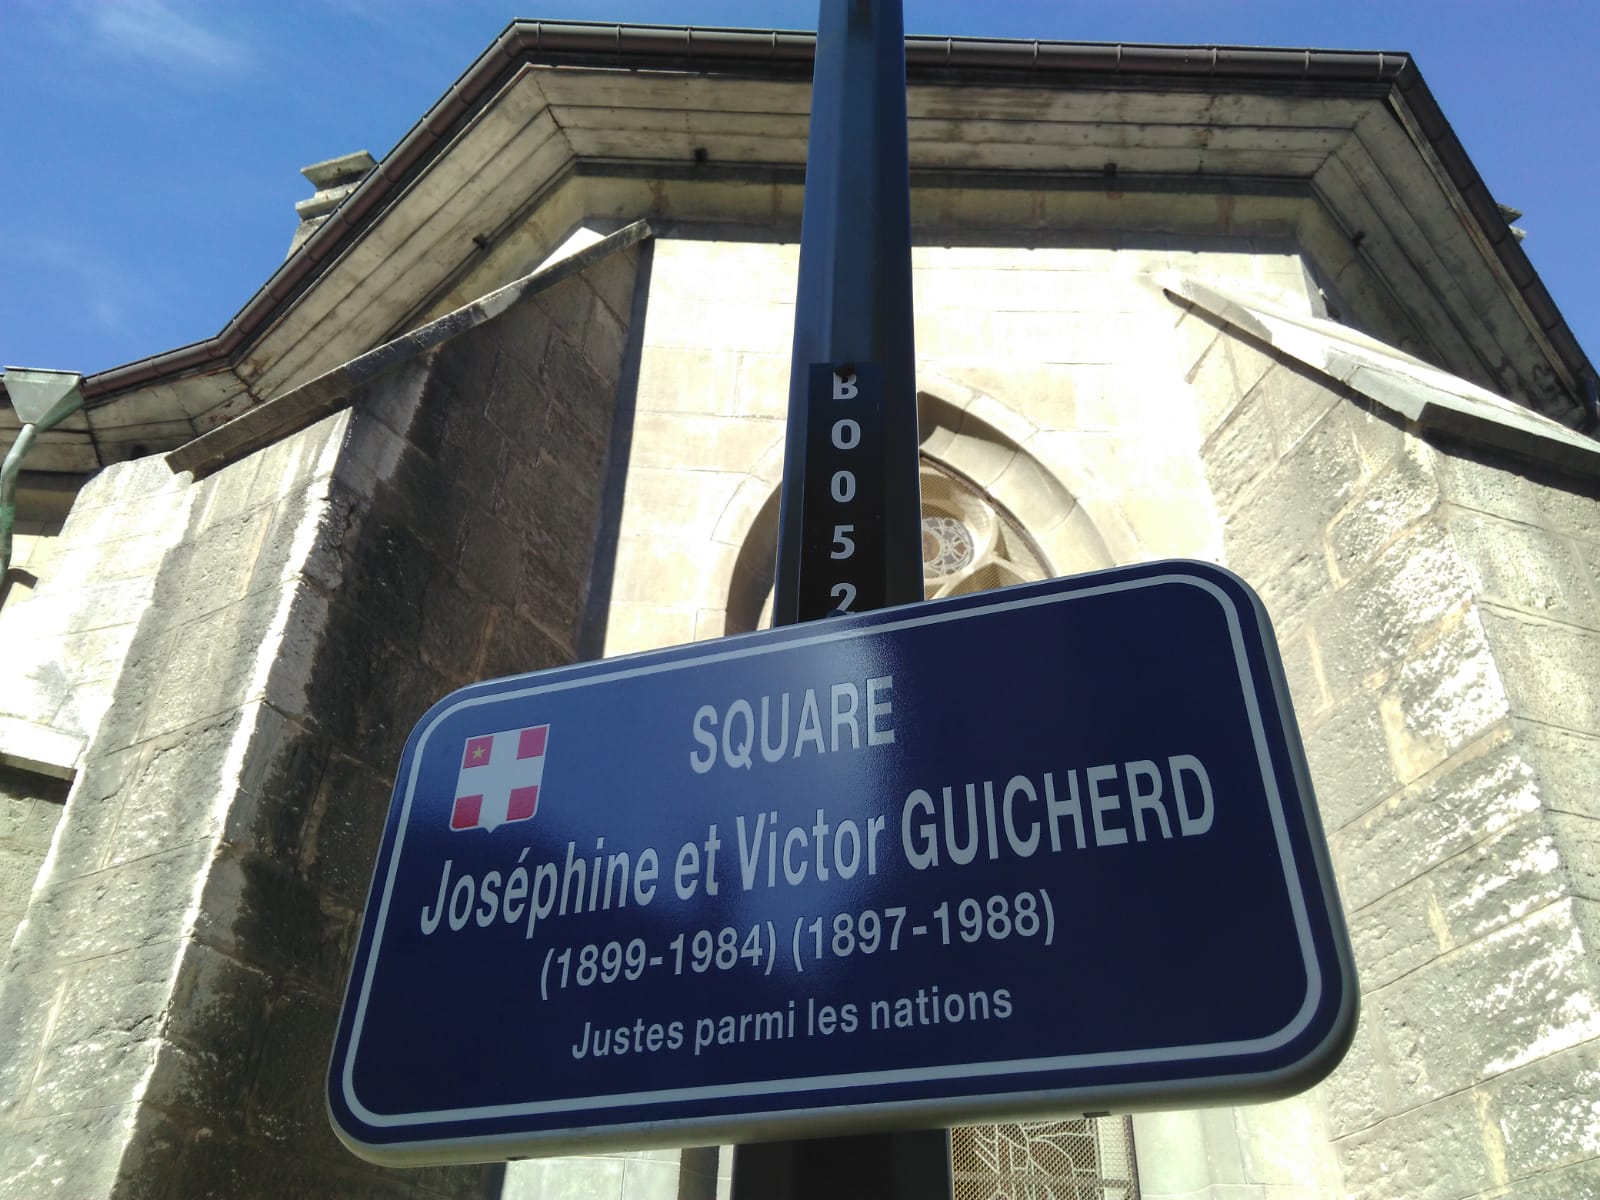 B0052
SQUARE
Joséphine et Victor GUICHERD
(1899-1984) (1897-1988)
Justes parmi les nations